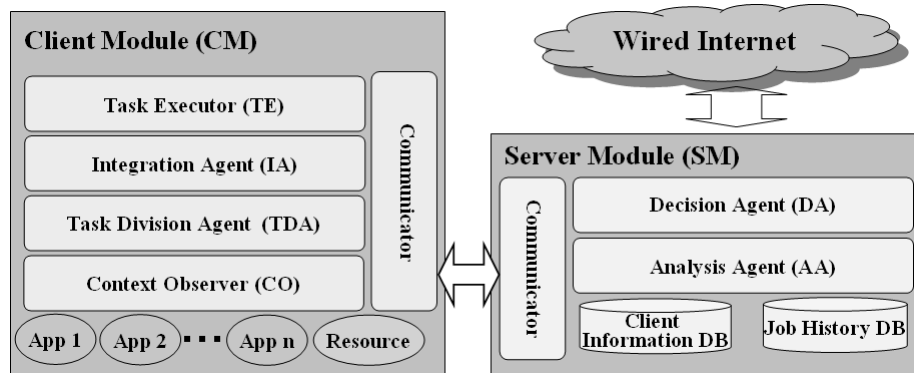 Client Module (CM)
Task Executor (TE)
Integration Agent (IA)
Task Division Agent (TDA)
Context Observer (CO)
Communicator
App 1
App 2
▪ ▪ ▪
App n
Resource
Wired Internet
Server Module (SM)
Communicator
Decision Agent (DA)
Analysis Agent (AA)
Client
Information DB
Job History DB